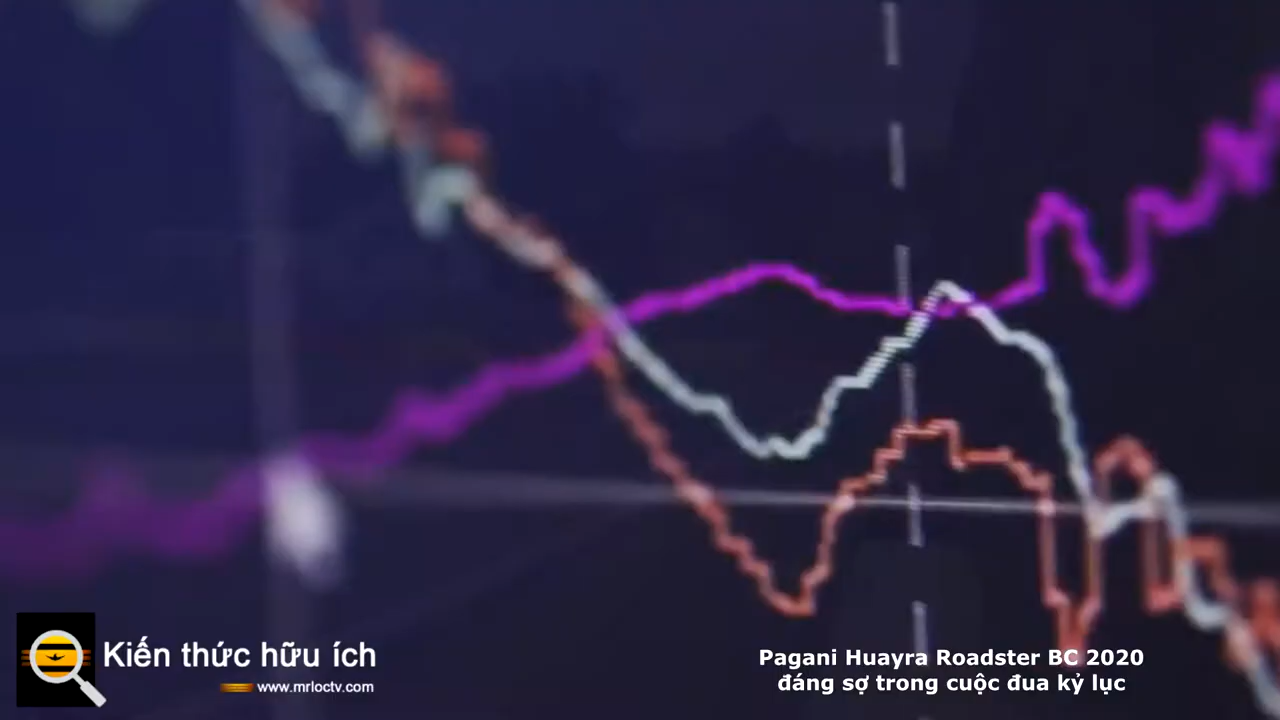 Kiến thức hữu ích
www.mrloctv.com
Pagani Huayra Roadster BC 2020
đáng sợ trong cuộc đua kỷ lục